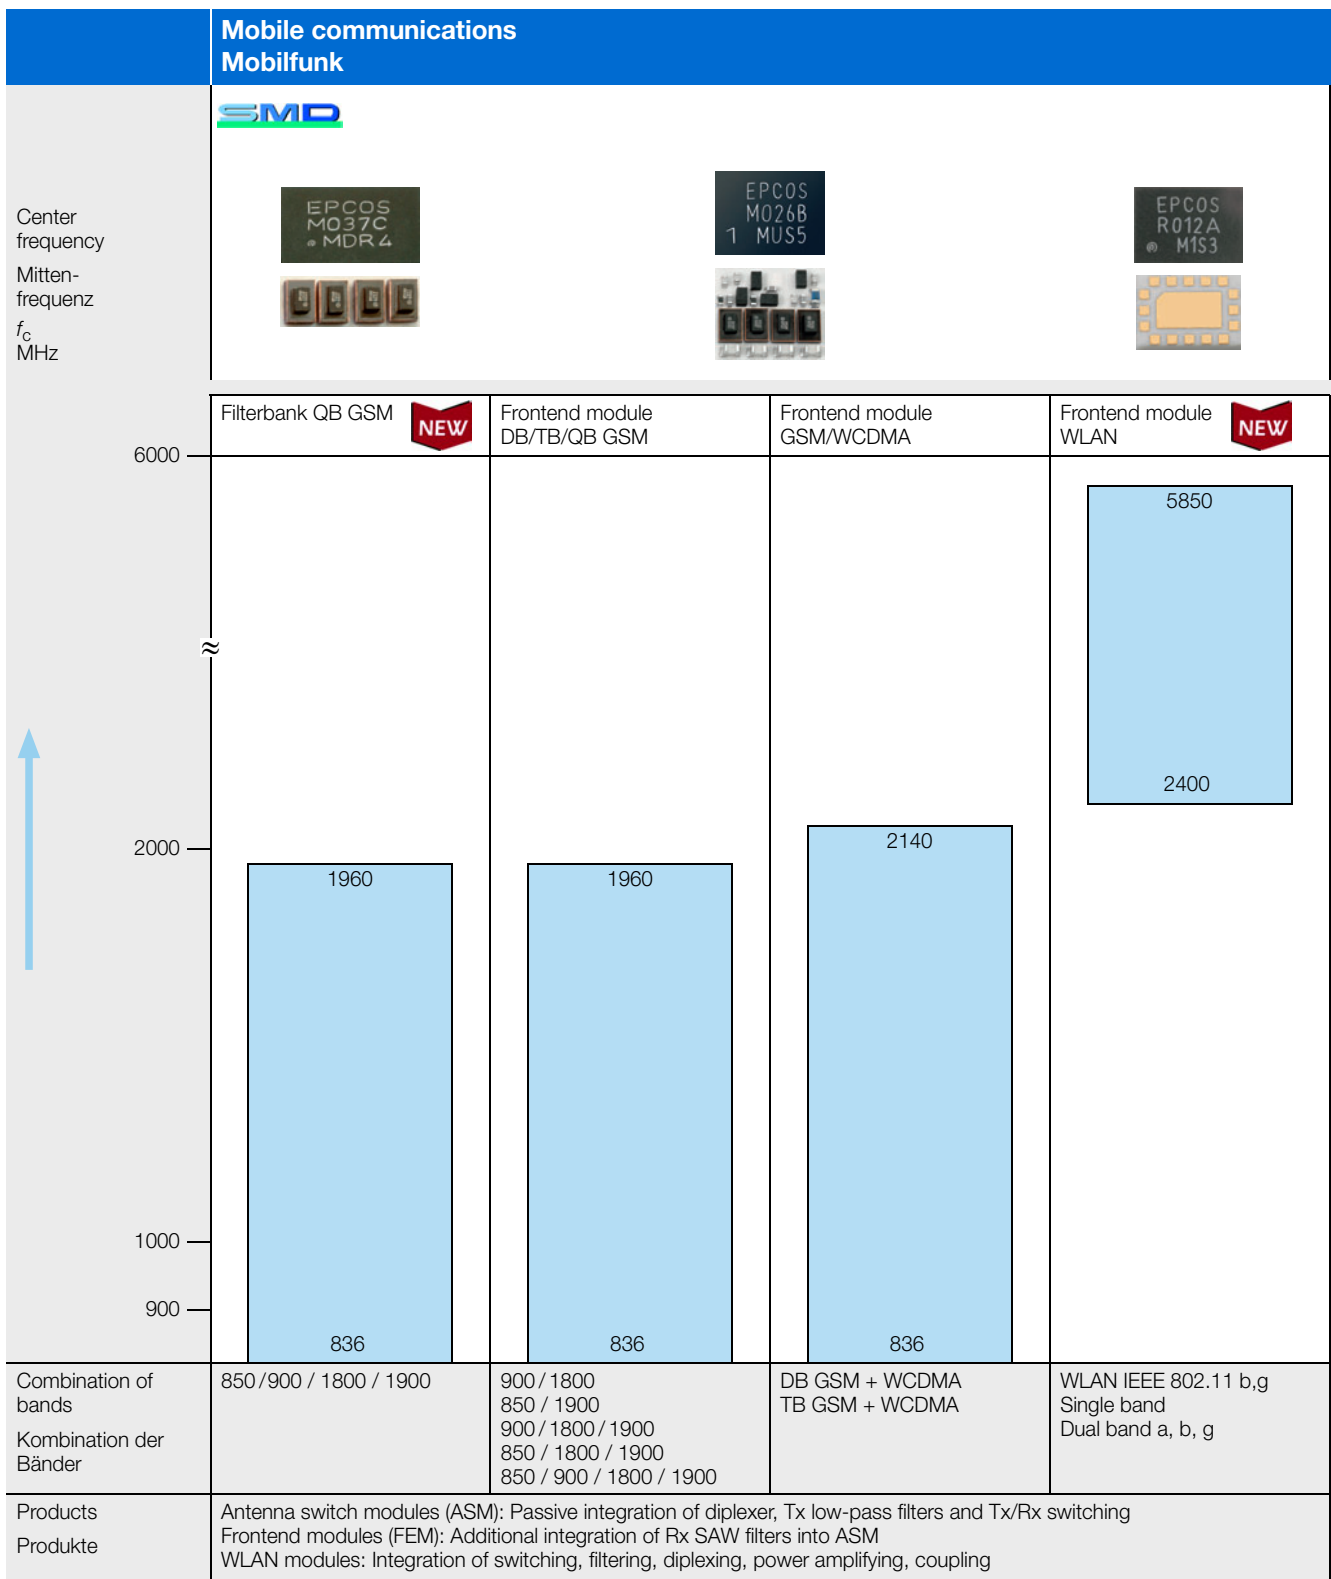 Mobile communications
Mobilfunk
SMD
Center
frequency
Mitten-
frequenz
fc
MHz
EPCOS
M037C
MDR4
EPCOS
M026B
1 MUS5
EPCOS
R012A
M1S3
Filterbank QB GSM
NEW
Frontend module
DB/TB/QB GSM
Frontend module
GSM/WCDMA
Frontend module
WLAN
NEW
6000
≈
2000
1000
900
1960
836
1960
836
2140
836
5850
2400
Combination of
bands
Kombination der
Bänder
850/900 / 1800 / 1900
900/1800
850 / 1900
900/1800/1900
850 / 1800 / 1900
850 / 900 / 1800 / 1900
DB GSM + WCDMA
TB GSM + WCDMA
WLAN IEEE 802.11 b,g
Single band
Dual band a, b, g
Products
Produkte
Antenna switch modules (ASM): Passive integration of diplexer, Tx low-pass filters and Tx/Rx switching
Frontend modules (FEM): Additional integration of Rx SAW filters into ASM
WLAN modules: Integration of switching, filtering, diplexing, power amplifying, coupling